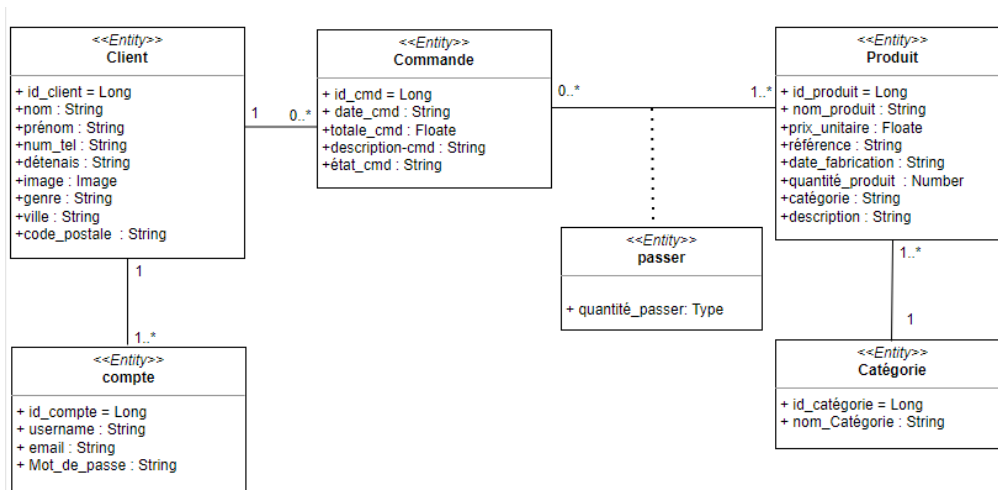 <<Entity>>
Client
+ id_client = Long
+nom : String
+prénom : String
+num_tel : String
+détenais : String
+image : Image
+genre : String
+ville : String
+code_postale : String
1
0..*
<<Entity>>
Commande
+ id_cmd = Long
+ date_cmd : String
+totale_cmd : Floate
+description-cmd : String
+état_cmd : String
0..*
1..*
<<Entity>>
Produit
+ id_produit = Long
+ nom_produit : String
+prix_unitaire : Floate
+référence : String
+date_fabrication : String
+quantité_produit : Number
+catégorie : String
+description : String
<<Entity>>
passer
+ quantité_passer: Type
1
1..*
<<Entity>>
compte
+ id_compte = Long
+ username : String
+ email : String
+ Mot_de_passe : String
1..*
1
<<Entity>>
Catégorie
+ id_catégorie = Long
+ nom_Catégorie : String